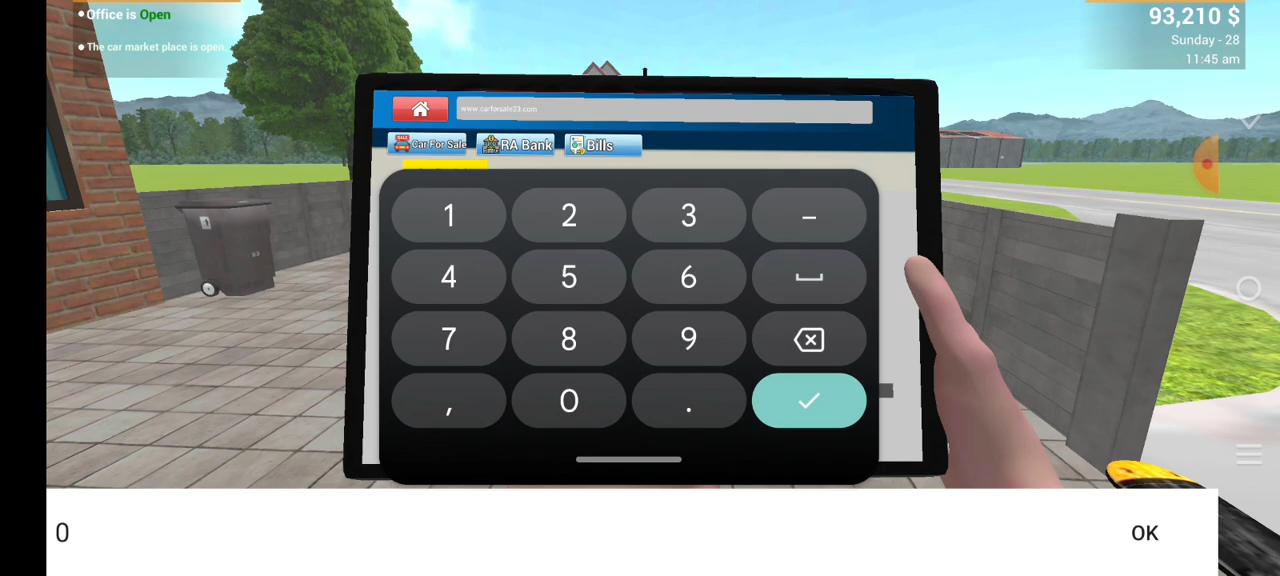 Office is Open
The car market place is open
93,210 $
Sunday - 28
11:45 am
www.carforsale23.com
SALE
Car For Sale
RA Bank
Bills
1 2 3 –
4 5 6
7 8 9
, 0 .
0
OK